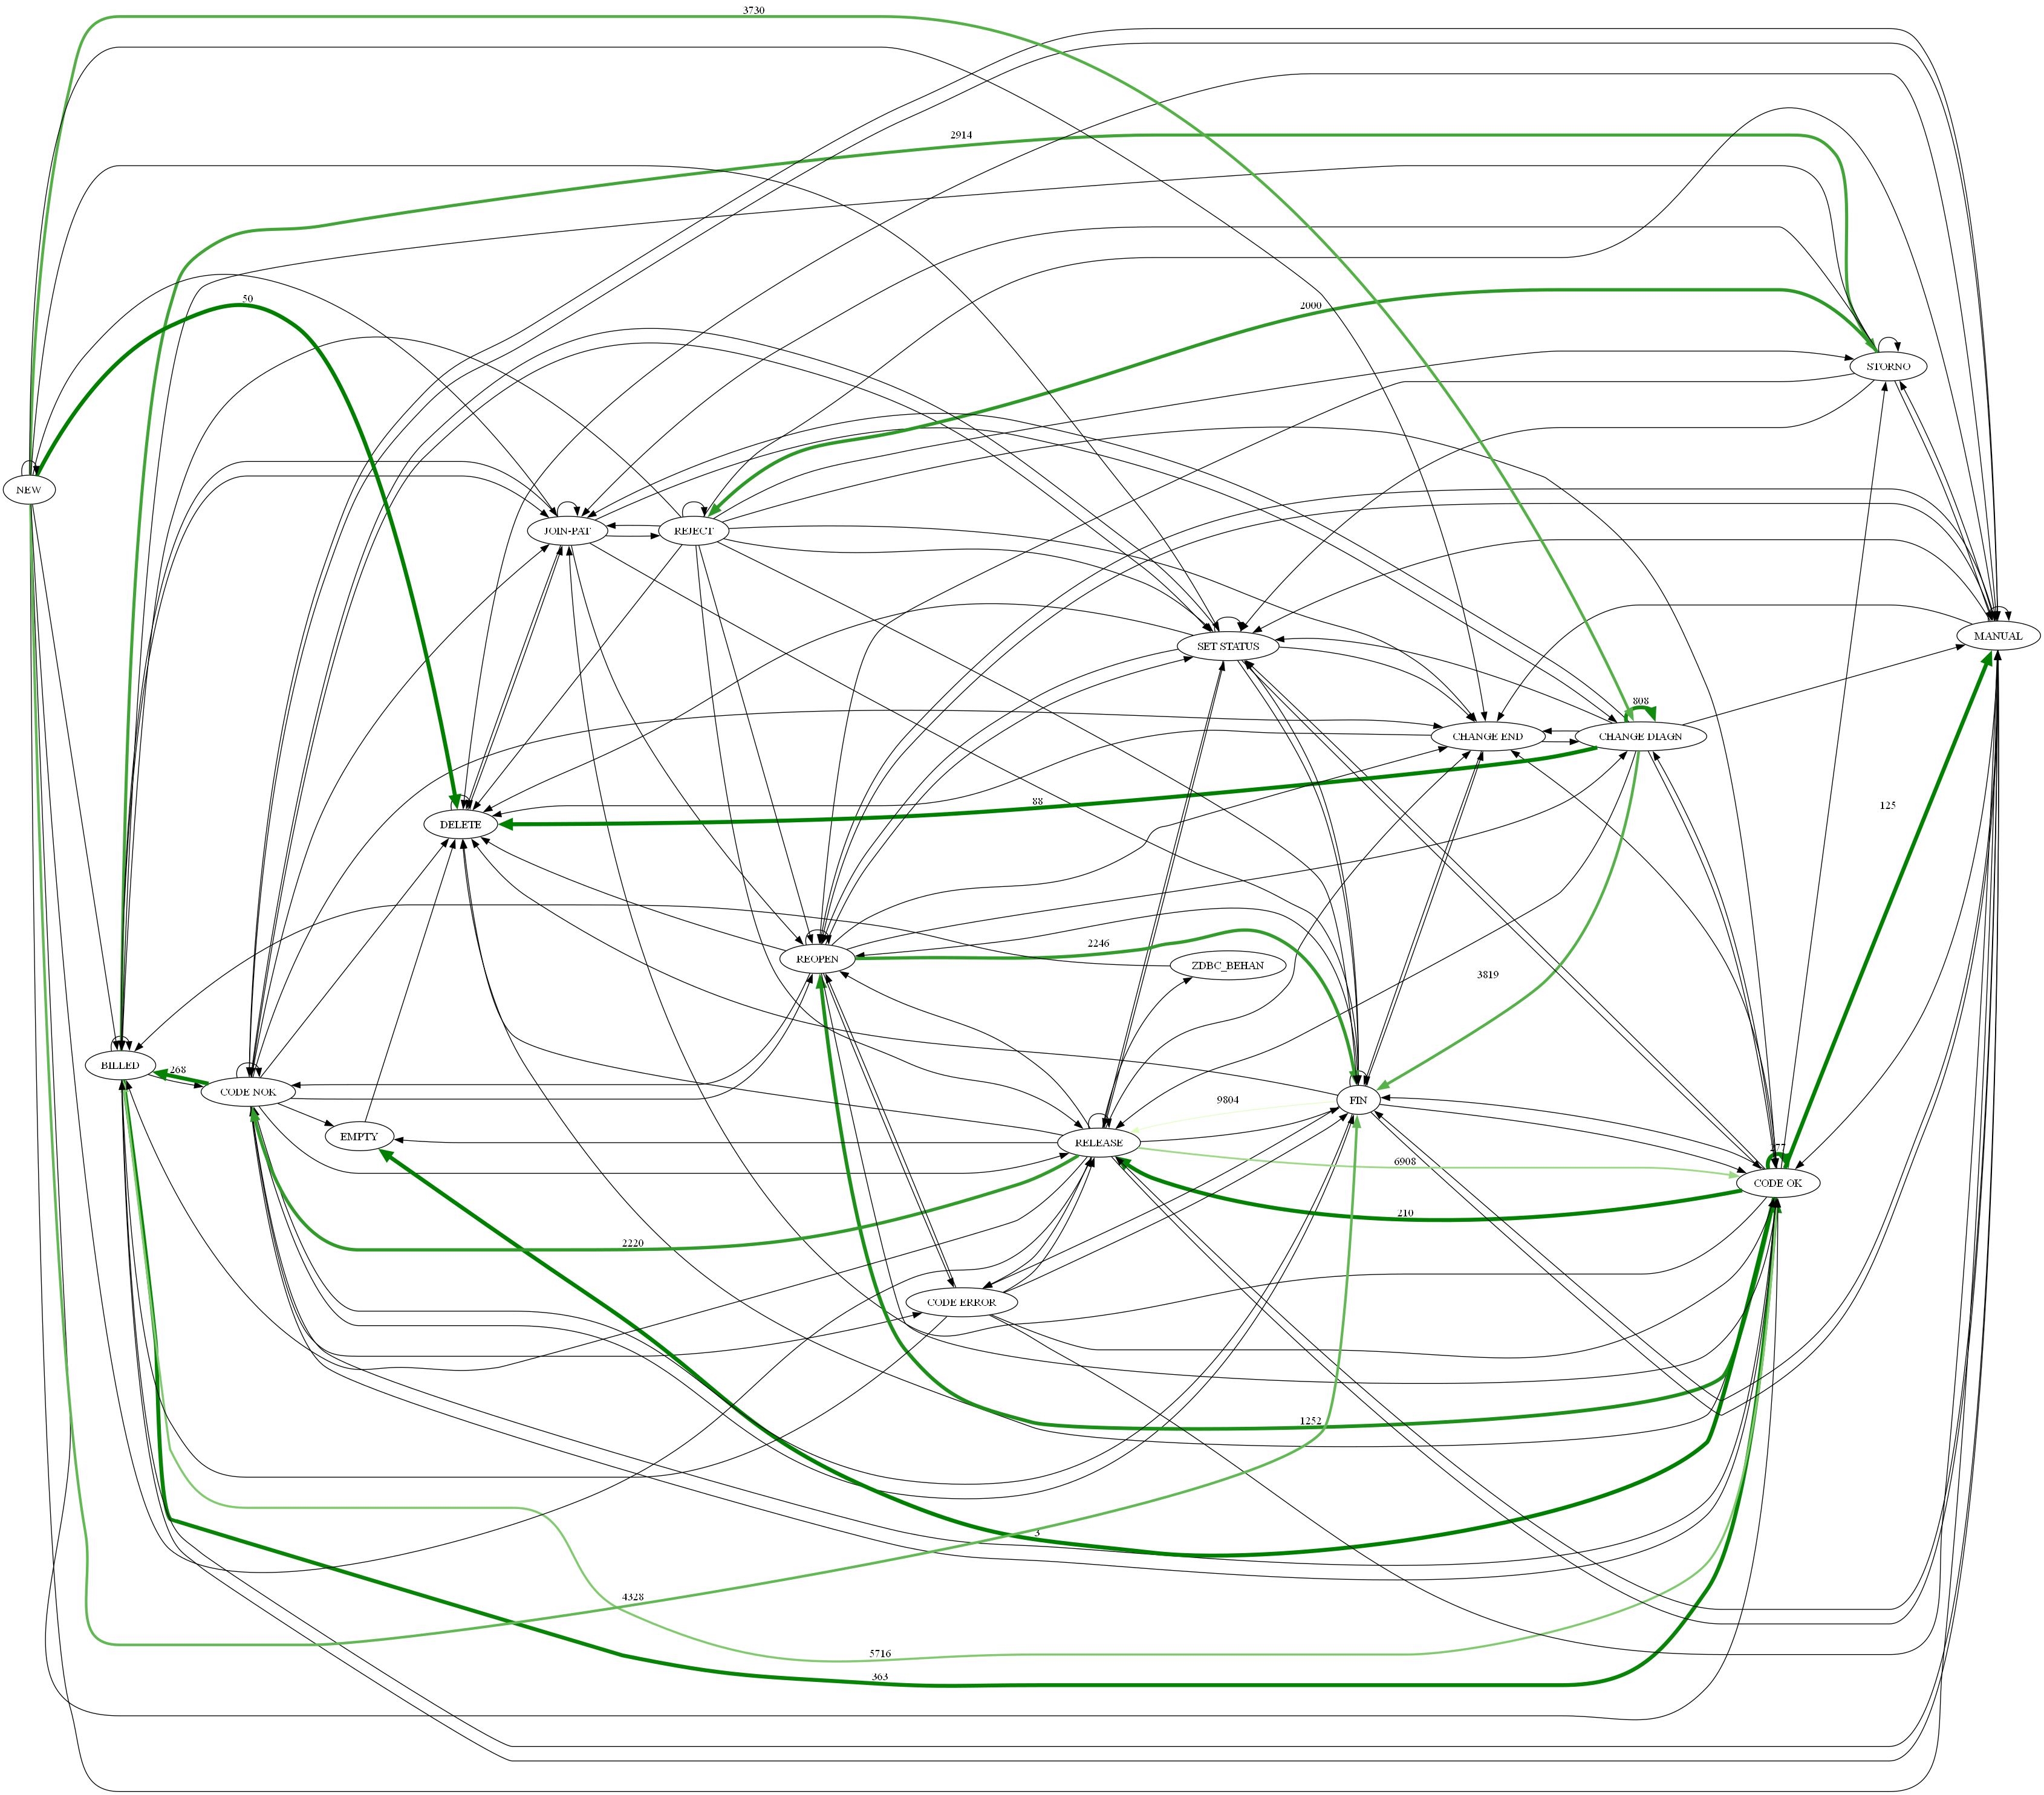 3730
2914
50
2000
STORNO
NEW
JOIN-PAT
REJECT
MANUAL
SET STATUS
808
CHANGE END
CHANGE DIAGN
88
125
DELETE
2246
REOPEN
ZDBC_BEHAN
3819
BILLED
268
CODE NOK
9804
FIN
EMPTY
RELEASE
6908
CODE OK
210
2220
CODE ERROR
1252
3
4328
5716
363